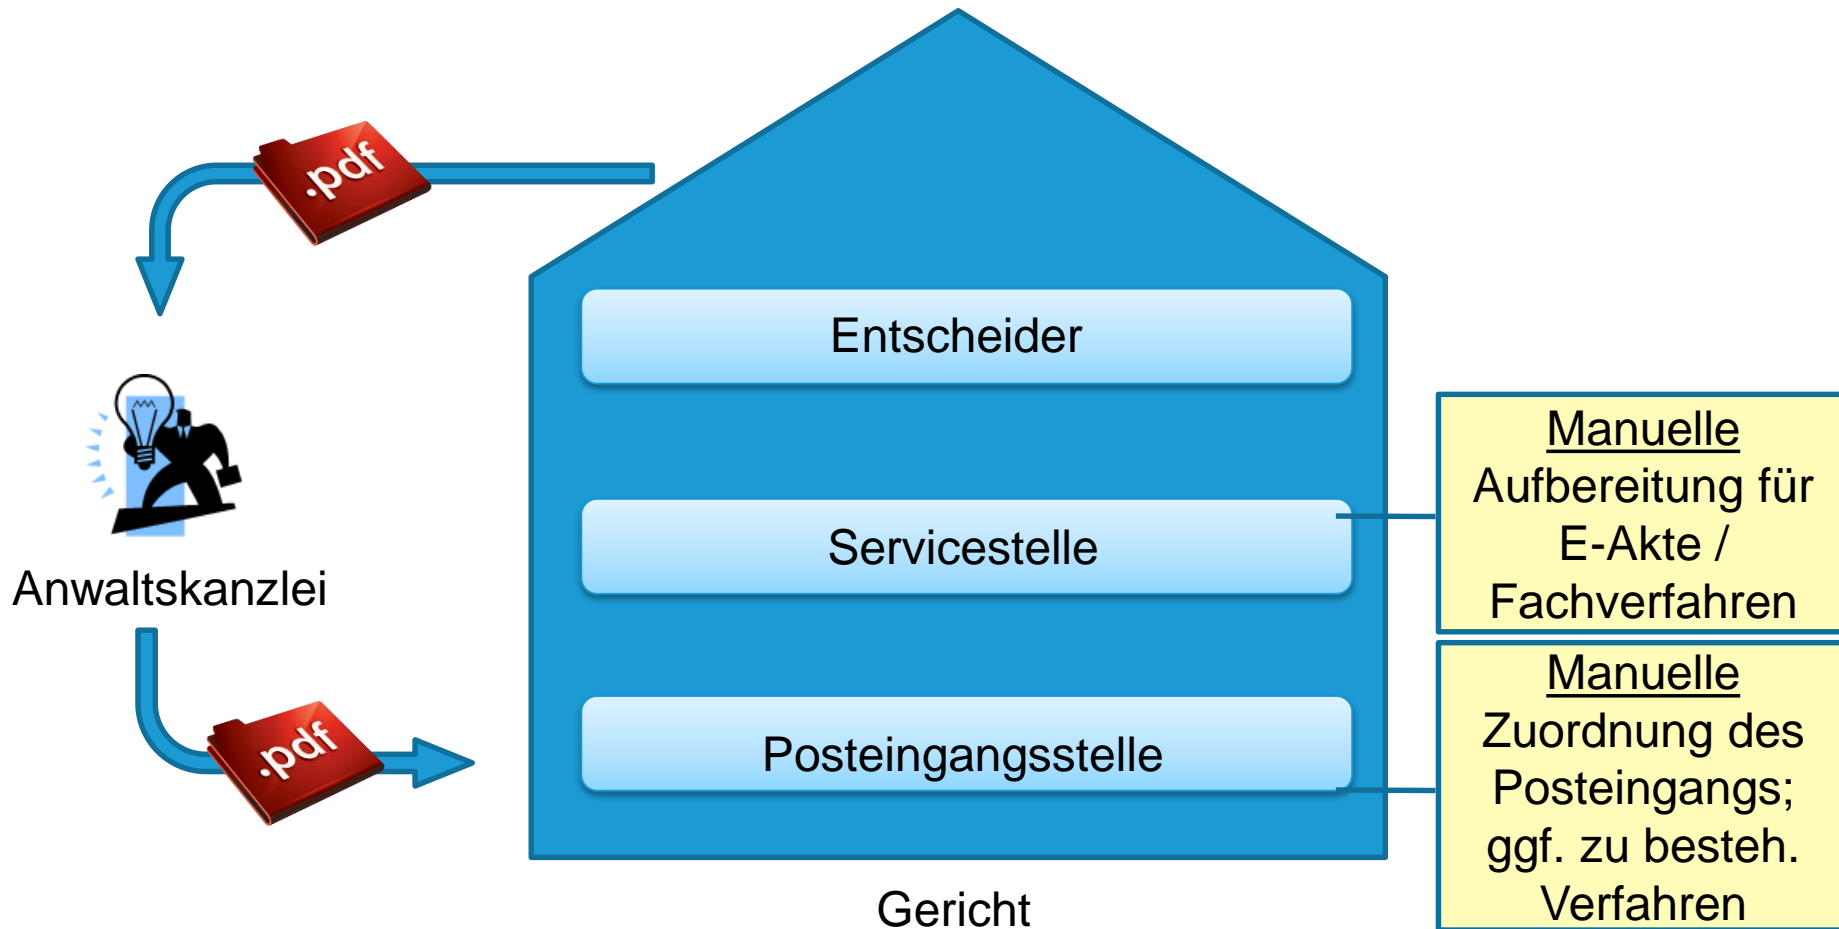 .pdf
Entscheider
Manuelle
Aufbereitung für
E-Akte /
Fachverfahren
Servicestelle
Anwaltskanzlei
Manuelle
Zuordnung des
Posteingangs;
ggf. zu besteh.
Verfahren
.pdf
Posteingangsstelle
Gericht